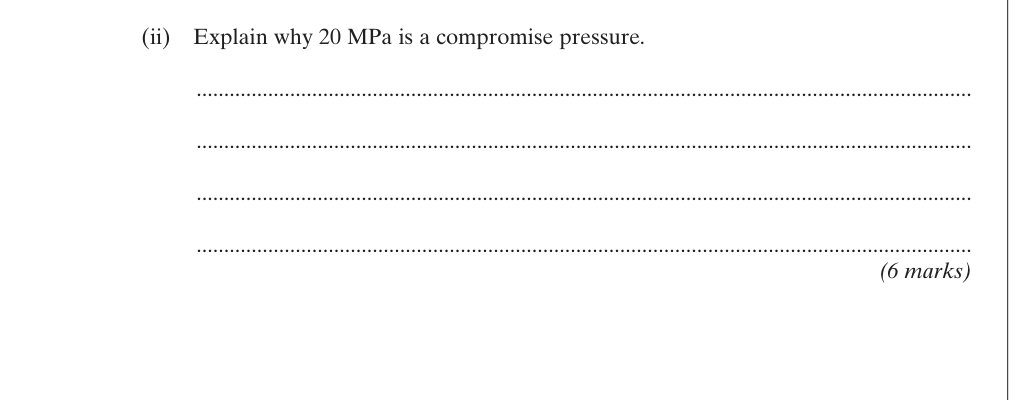 (ii) Explain why 20 MPa is a compromise pressure.
(6 marks)